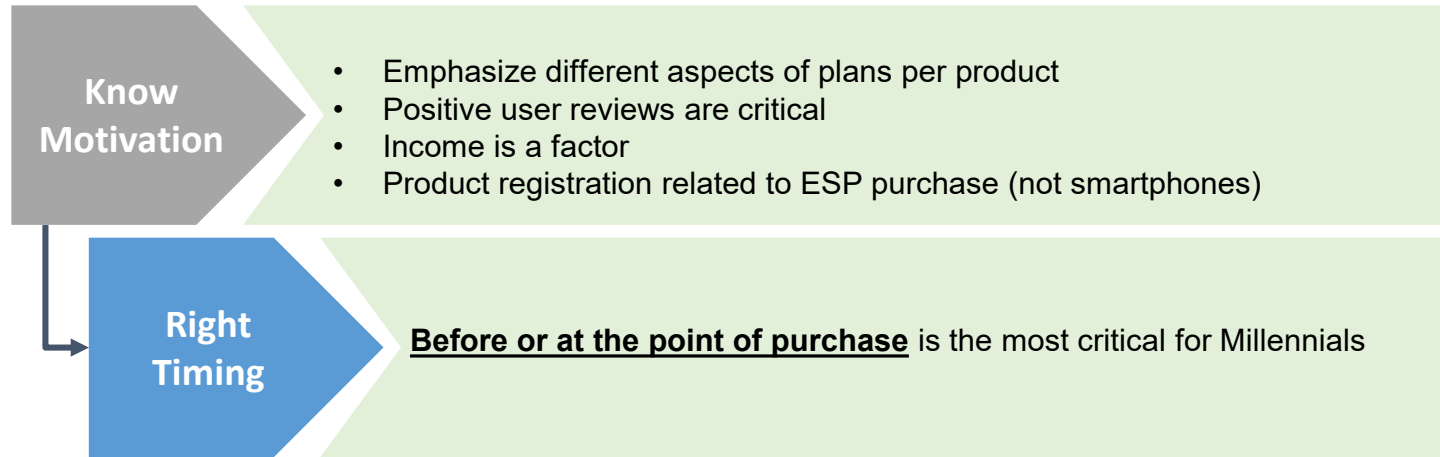 Know
Motivation
• Emphasize different aspects of plans per product
• Positive user reviews are critical
• Income is a factor
• Product registration related to ESP purchase (not smartphones)
Right
Timing
Before or at the point of purchase is the most critical for Millennials